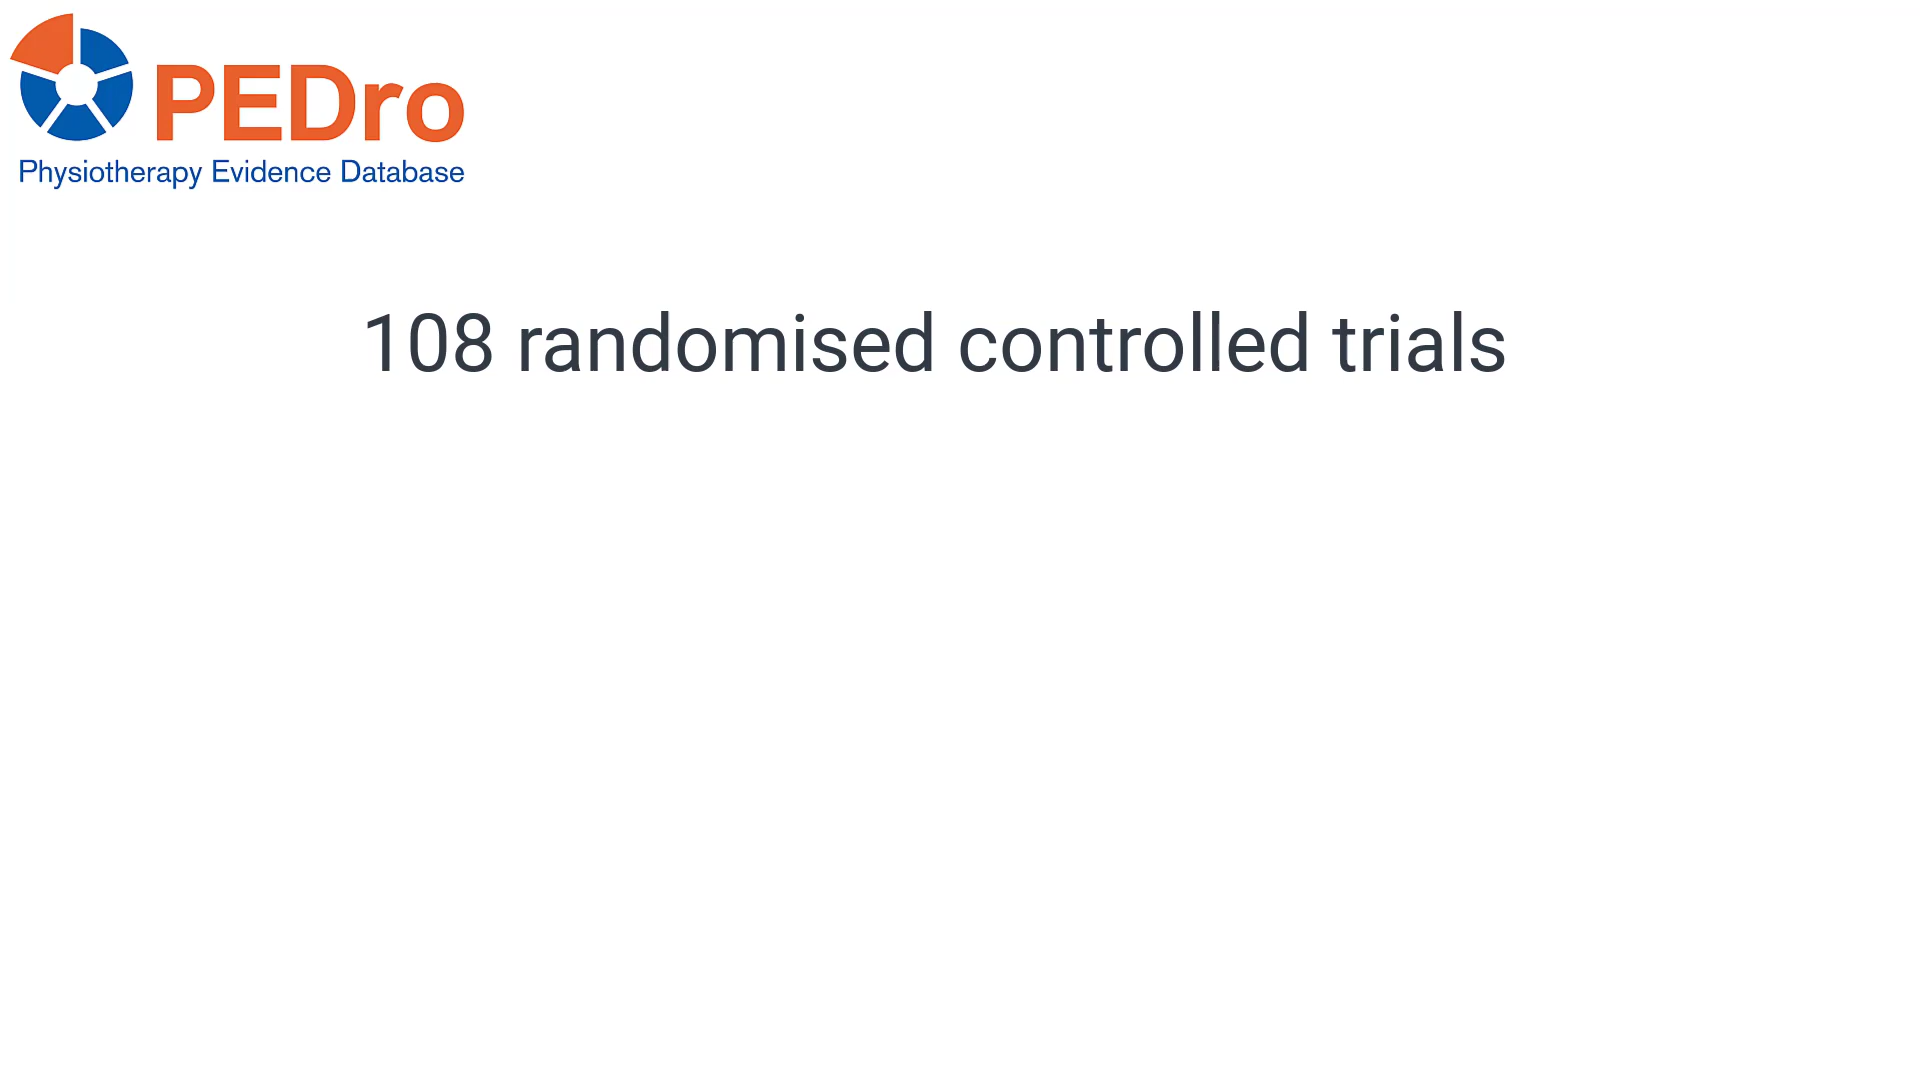 PEDro
Physiotherapy Evidence Database
108 randomised controlled trials